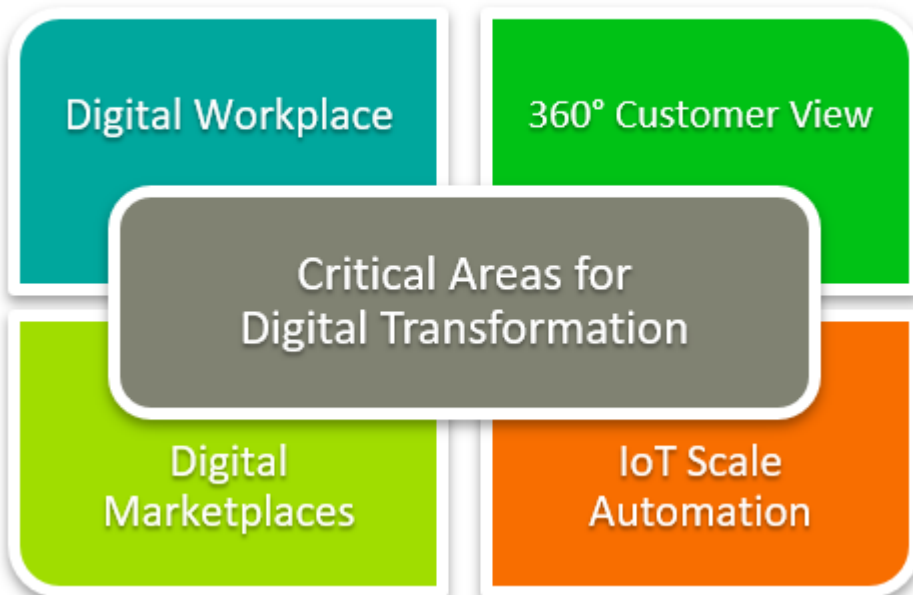 Digital Workplace
360° Customer View
Critical Areas for
Digital Transformation
Digital
Marketplaces
IoT Scale
Automation